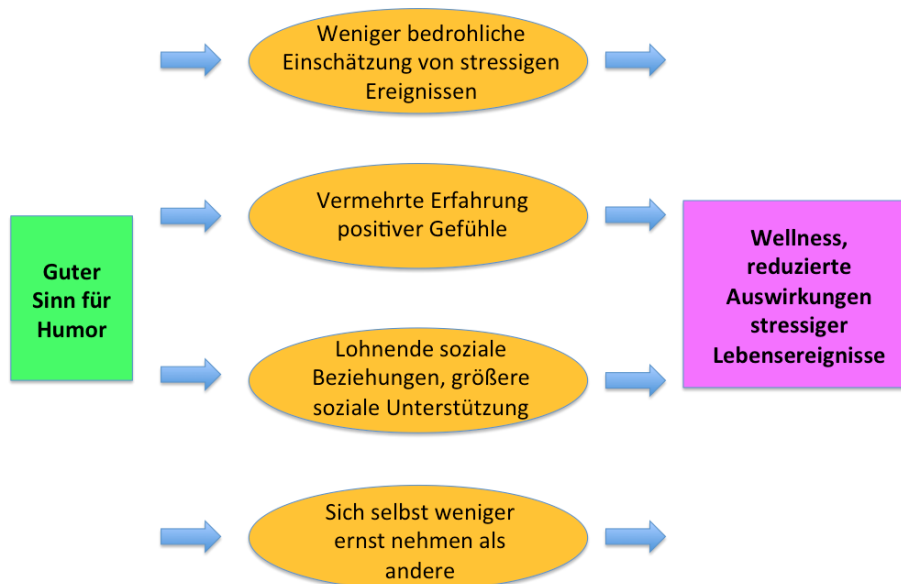 Weniger bedrohliche
Einschätzung von stressigen
Ereignissen
Vermehrte Erfahrung
positiver Gefühle
Guter
Sinn für
Humor
Wellness,
reduzierte
Auswirkungen
stressiger
Lebensereignisse
Lohnende soziale
Beziehungen, größere
soziale Unterstützung
Sich selbst weniger
ernst nehmen als
andere